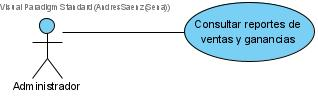 Visual Paradigm Standard (AndresSaenz(Sena))
Consultar reportes de
ventas y ganancias
Administrador